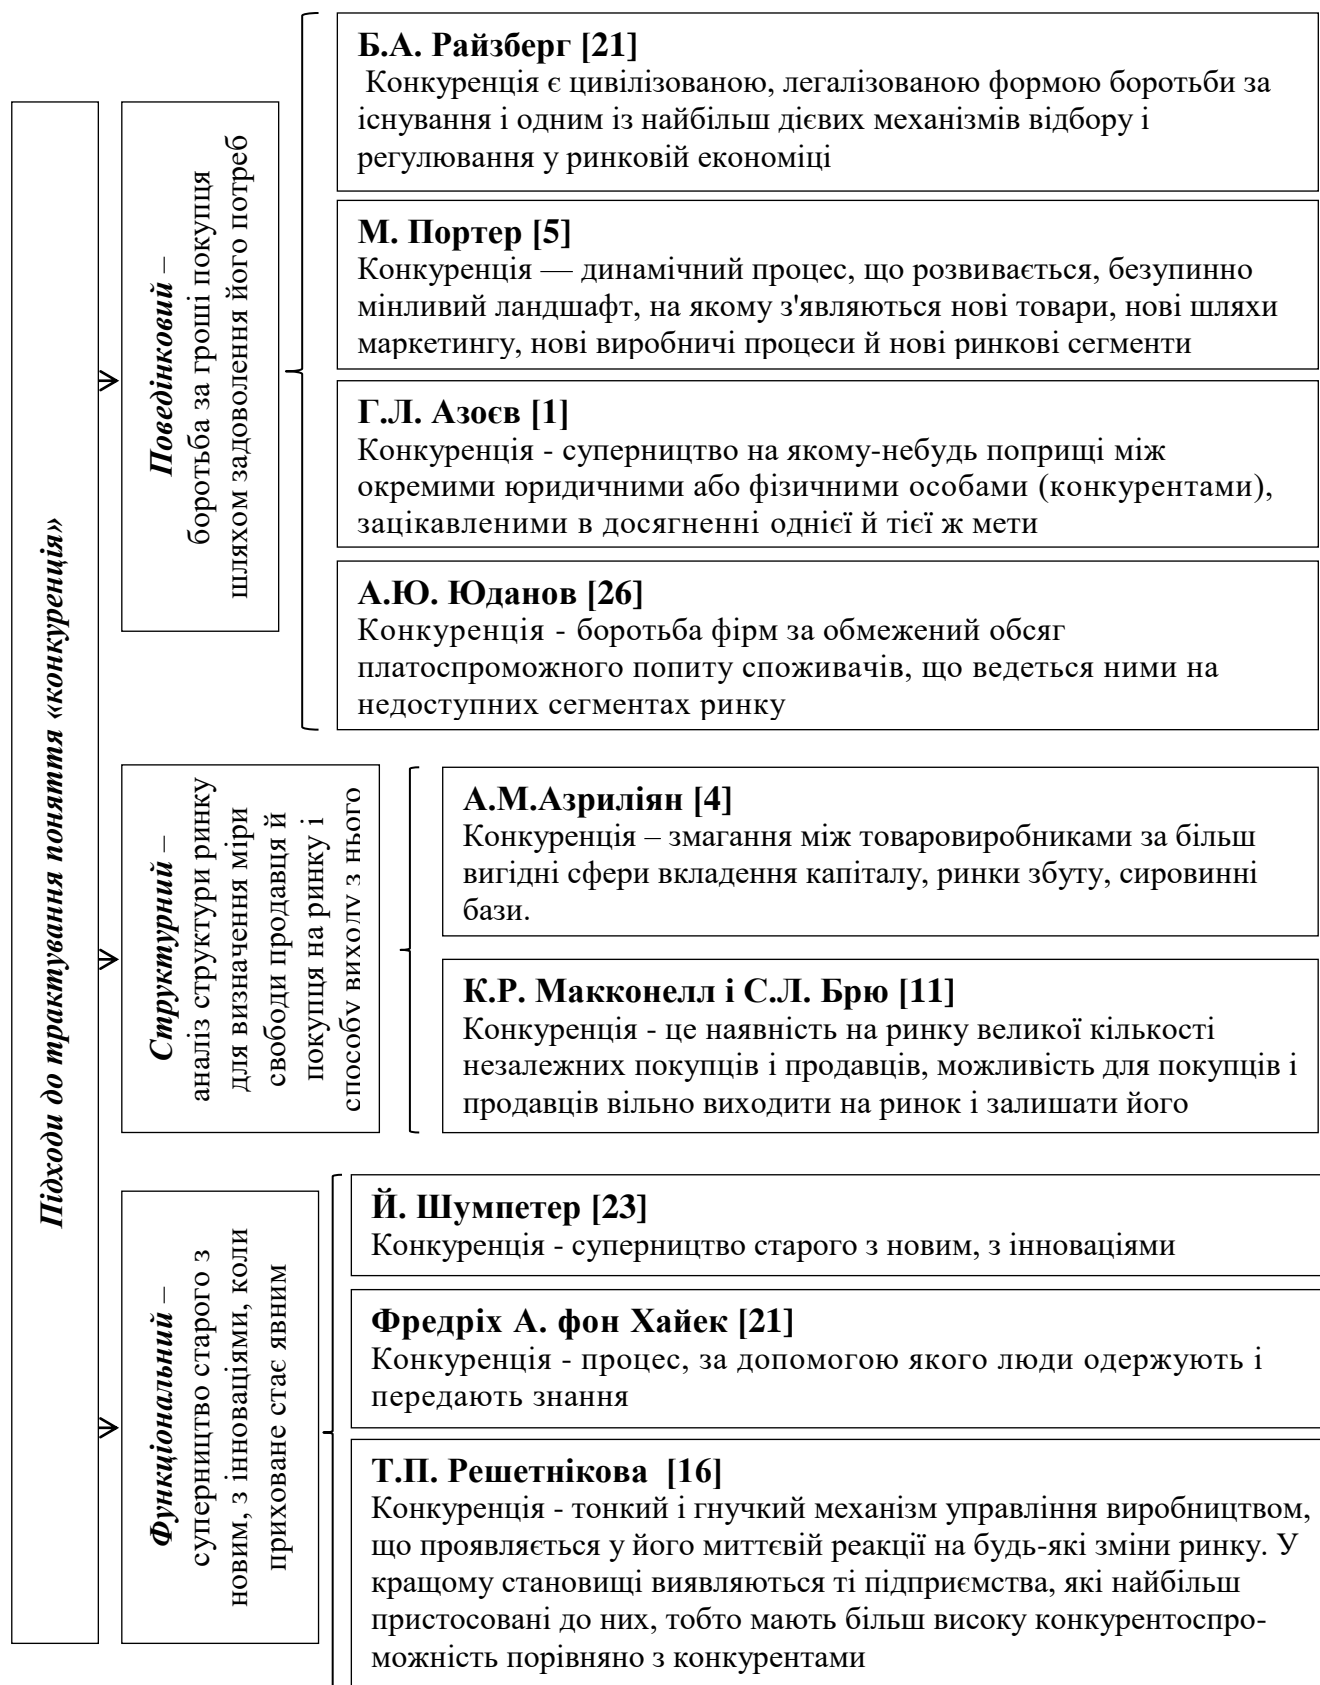 Підходи до трактування поняття «конкуренція»
Поведінковий –
боротьба за гроші покупця
шляхом задоволення його потреб
Б.А. Райзберг [21]
Конкуренція є цивілізованою, легалізованою формою боротьби за
існування і одним із найбільш дієвих механізмів відбору і
регулювання у ринковій економіці
М. Портер [5]
Конкуренція — динамічний процес, що розвивається, безупинно
мінливий ландшафт, на якому з'являються нові товари, нові шляхи
маркетингу, нові виробничі процеси й нові ринкові сегменти
Г.Л. Азоєв [1]
Конкуренція - суперництво на якому-небудь поприщі між
окремими юридичними або фізичними особами (конкурентами),
зацікавленими в досягненні однієї й тієї ж мети
А.Ю. Юданов [26]
Конкуренція - боротьба фірм за обмежений обсяг
платоспроможного попиту споживачів, що ведеться ними на
недоступних сегментах ринку
Структурний –
аналіз структури ринку
для визначення міри
свободи продавця й
покупця на ринку і
способу виходу з нього
А.М.Азриліян [4]
Конкуренція – змагання між товаровиробниками за більш
вигідні сфери вкладення капіталу, ринки збуту, сировинні
бази.
К.Р. Макконелл і С.Л. Брю [11]
Конкуренція - це наявність на ринку великої кількості
незалежних покупців і продавців, можливість для покупців і
продавців вільно виходити на ринок і залишати його
Функціональний –
суперництво старого з
новим, з інноваціями, коли
приховане стає явним
Й. Шумпетер [23]
Конкуренція - суперництво старого з новим, з інноваціями
Фредріх А. фон Хайек [21]
Конкуренція - процес, за допомогою якого люди одержують і
передають знання
Т.П. Решетнікова [16]
Конкуренція - тонкий і гнучкий механізм управління виробництвом,
що проявляється у його миттєвій реакції на будь-які зміни ринку. У
кращому становищі виявляються ті підприємства, які найбільш
пристосовані до них, тобто мають більш високу конкурентоспро-
можність порівняно з конкурентами